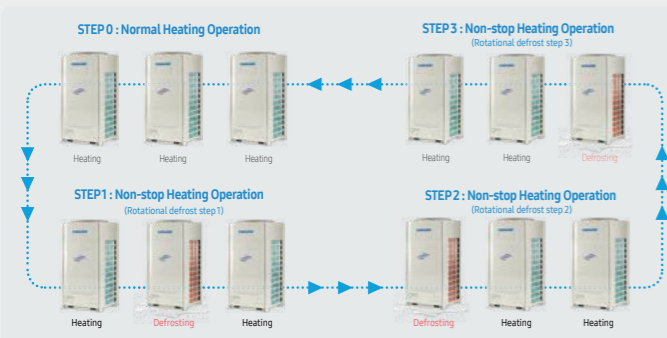 STEP 0 : Normal Heating Operation
Heating
Heating
Heating
STEP 3 : Non-stop Heating Operation
(Rotational defrost step 3)
Heating
Heating
Defrosting
STEP 1 : Non-stop Heating Operation
(Rotational defrost step 1)
Heating
Defrosting
Heating
STEP 2 : Non-stop Heating Operation
(Rotational defrost step 2)
Defrosting
Heating
Heating